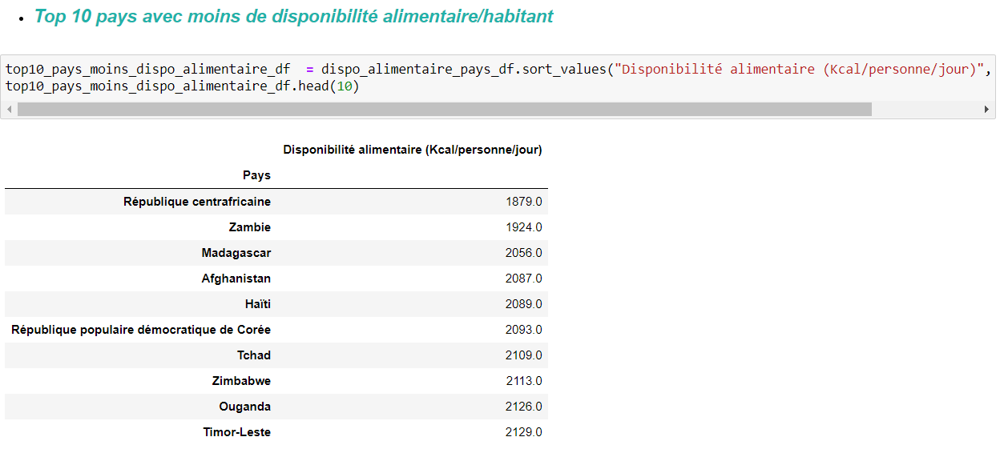 Top 10 pays avec moins de disponibilité alimentaire/habitant
top10_pays_moins_dispo_alimentaire_df  = dispo_alimentaire_pays_df.sort_values("Disponibilité alimentaire (Kcal/personne/jour)",
top10_pays_moins_dispo_alimentaire_df.head(10)
Disponibilité alimentaire (Kcal/personne/jour)
Pays
République centrafricaine 1879.0
Zambie 1924.0
Madagascar 2056.0
Afghanistan 2087.0
Haïti 2089.0
République populaire démocratique de Corée 2093.0
Tchad 2109.0
Zimbabwe 2113.0
Ouganda 2126.0
Timor-Leste 2129.0